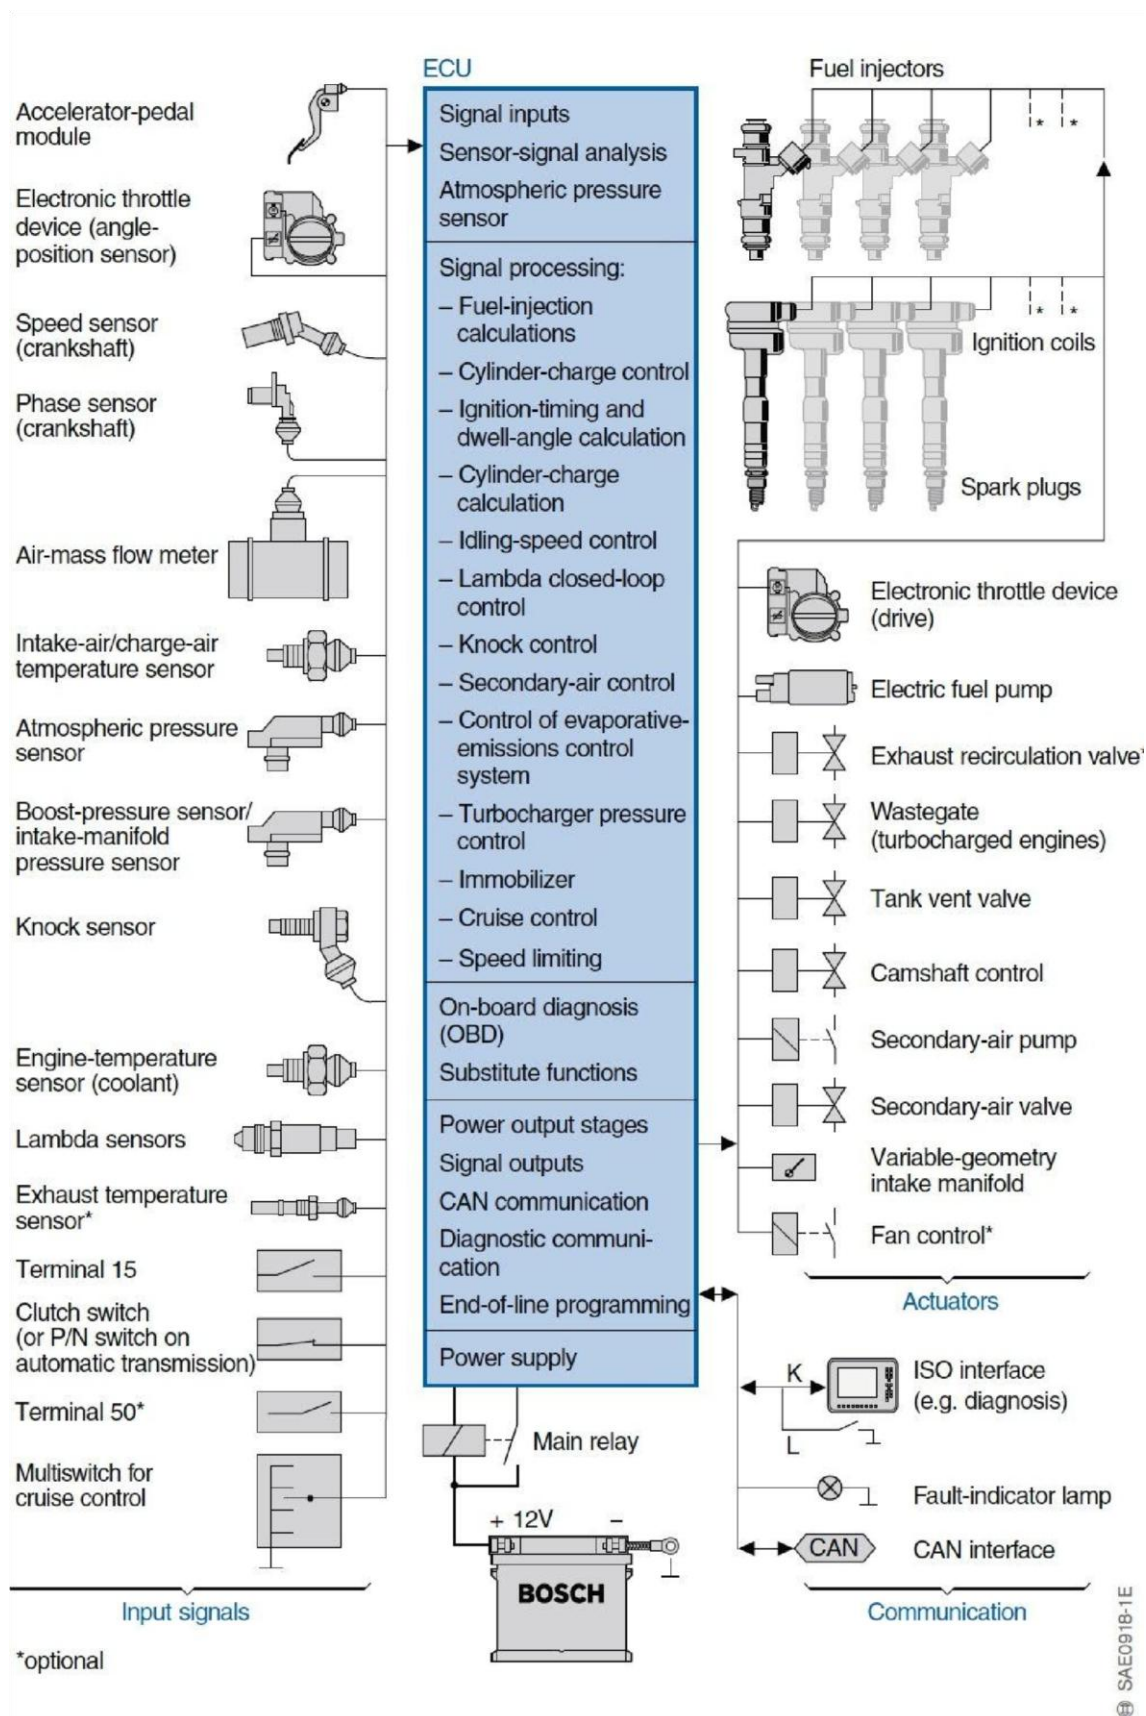 Accelerator-pedal
module
Electronic throttle
device (angle-
position sensor)
Speed sensor
(crankshaft)
Phase sensor
(crankshaft)
Air-mass flow meter
Intake-air/charge-air
temperature sensor
Atmospheric pressure
sensor
Boost-pressure sensor/
intake-manifold
pressure sensor
Knock sensor
Engine-temperature
sensor (coolant)
Lambda sensors
Exhaust temperature
sensor*
Terminal 15
Clutch switch
(or P/N switch on
automatic transmission)
Terminal 50*
Multiswitch for
cruise control
Input signals
*optional
ECU
Signal inputs
Sensor-signal analysis
Atmospheric pressure
sensor
Signal processing:
– Fuel-injection
calculations
– Cylinder-charge control
– Ignition-timing and
dwell-angle calculation
– Cylinder-charge
calculation
– Idling-speed control
– Lambda closed-loop
control
– Knock control
– Secondary-air control
– Control of evaporative-
emissions control
system
– Turbocharger pressure
control
– Immobilizer
– Cruise control
– Speed limiting
On-board diagnosis
(OBD)
Substitute functions
Power output stages
Signal outputs
CAN communication
Diagnostic communi-
cation
End-of-line programming
Power supply
Main relay
+ 12V –
BOSCH
Fuel injectors
* *
* *
Ignition coils
Spark plugs
Electronic throttle device
(drive)
Electric fuel pump
Exhaust recirculation valve*
Wastegate
(turbocharged engines)
Tank vent valve
Camshaft control
Secondary-air pump
Secondary-air valve
Variable-geometry
intake manifold
Fan control*
Actuators
K
ISO interface
(e.g. diagnosis)
L
Fault-indicator lamp
CAN
CAN interface
Communication
SAE0918-1E